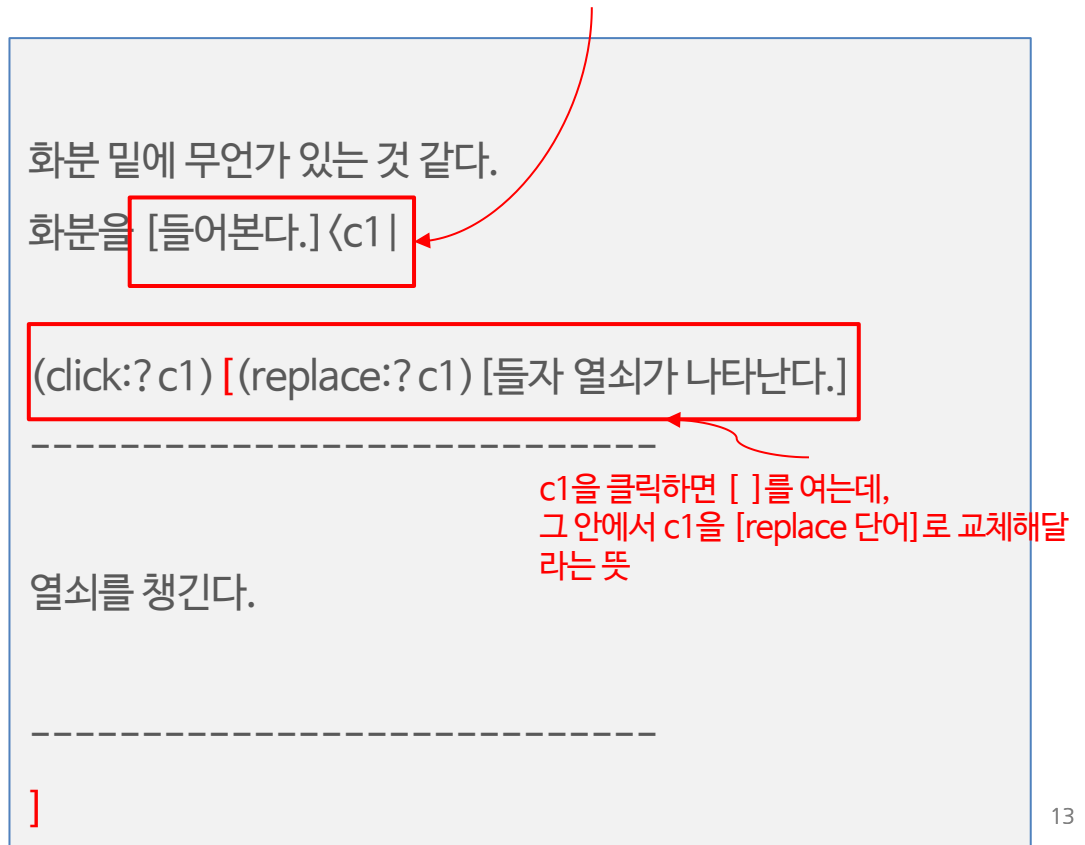 화분 밑에 무언가 있는 것 같다.
화분을 [들어본다.]〈c1|
(click:?c1) [(replace:?c1) [들자 열쇠가 나타난다.]
----------------------------
c1을 클릭하면 [ ]를 여는데,
그 안에서 c1을 [replace 단어]로 교체해달
라는 뜻
열쇠를 챙긴다.
----------------------------
]
13